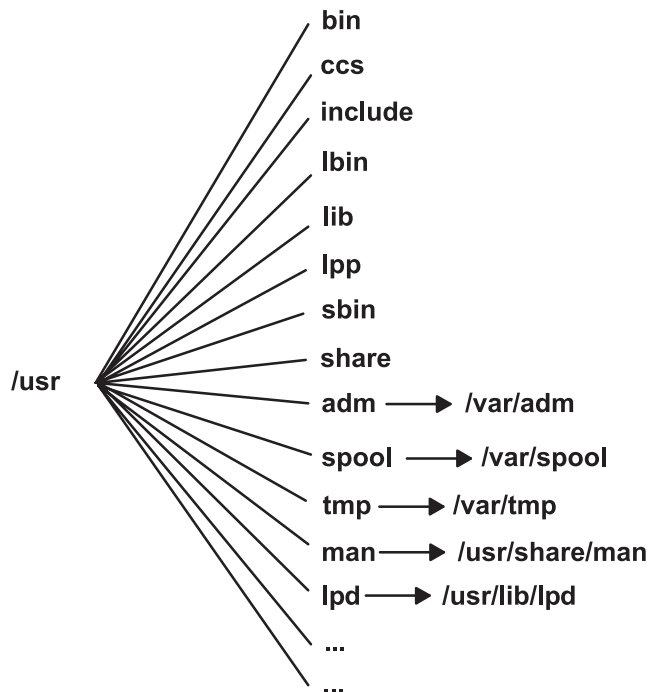 bin
ccs
include
lbin
lib
lpp
sbin
share
/usr
adm /var/adm
spool /var/spool
tmp /var/tmp
man /usr/share/man
lpd /usr/lib/lpd
...
...